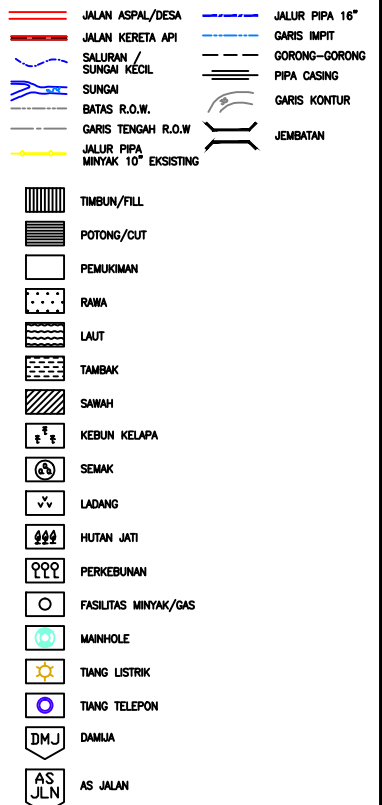 JALAN ASPAL/DESA
JALAN KERETA API
SALURAN /
SUNGAI KECIL
SUNGAI
BATAS R.O.W.
GARIS TENGAH R.O.W
JALUR PIPA
MINYAK 10" EKSISTING
JALUR PIPA 16"
GARIS IMPIT
GORONG-GORONG
PIPA CASING
GARIS KONTUR
JEMBATAN
TIMBUN/FILL
POTONG/CUT
PEMUKIMAN
RAWA
LAUT
TAMBAK
SAWAH
KEBUN KELAPA
SEMAK
LADANG
HUTAN JATI
PERKEBUNAN
FASILITAS MINYAK/GAS
MAINHOLE
TIANG LISTRIK
TIANG TELEPON
DMJ DAMIJA
AS
JLN AS JALAN